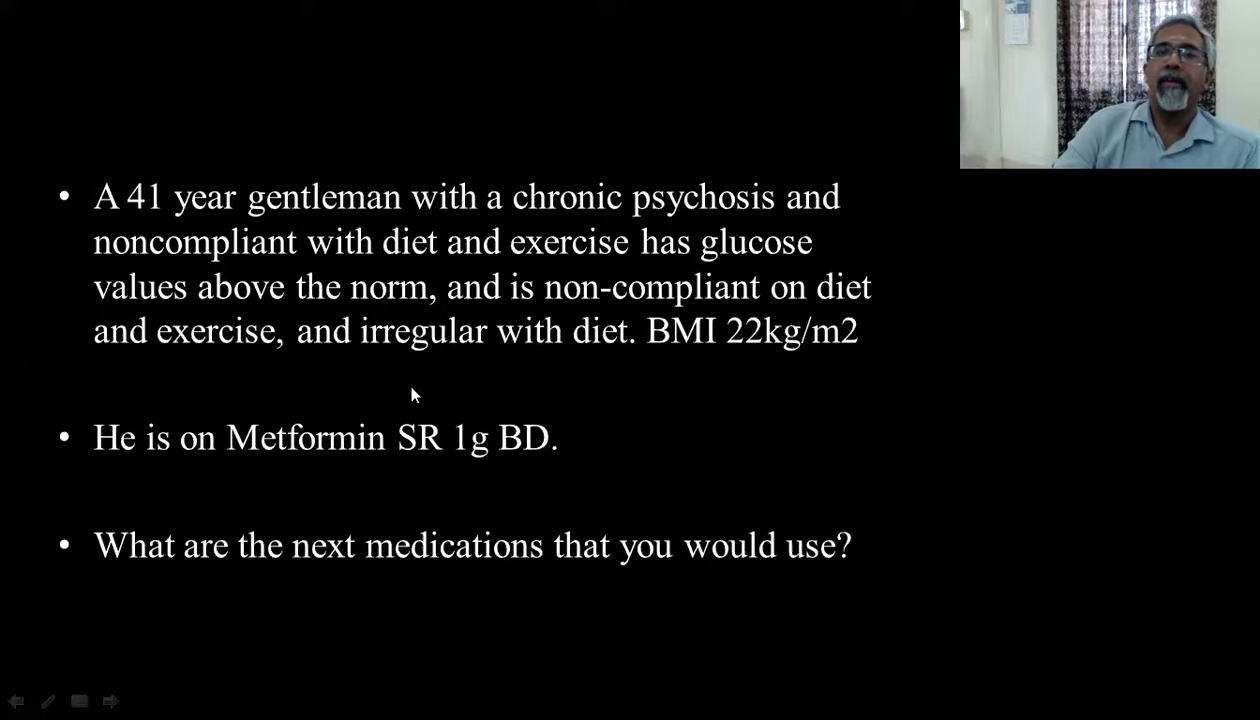 • A 41 year gentleman with a chronic psychosis and
noncompliant with diet and exercise has glucose
values above the norm, and is non-compliant on diet
and exercise, and irregular with diet. BMI 22kg/m2
• He is on Metformin SR 1g BD.
• What are the next medications that you would use?